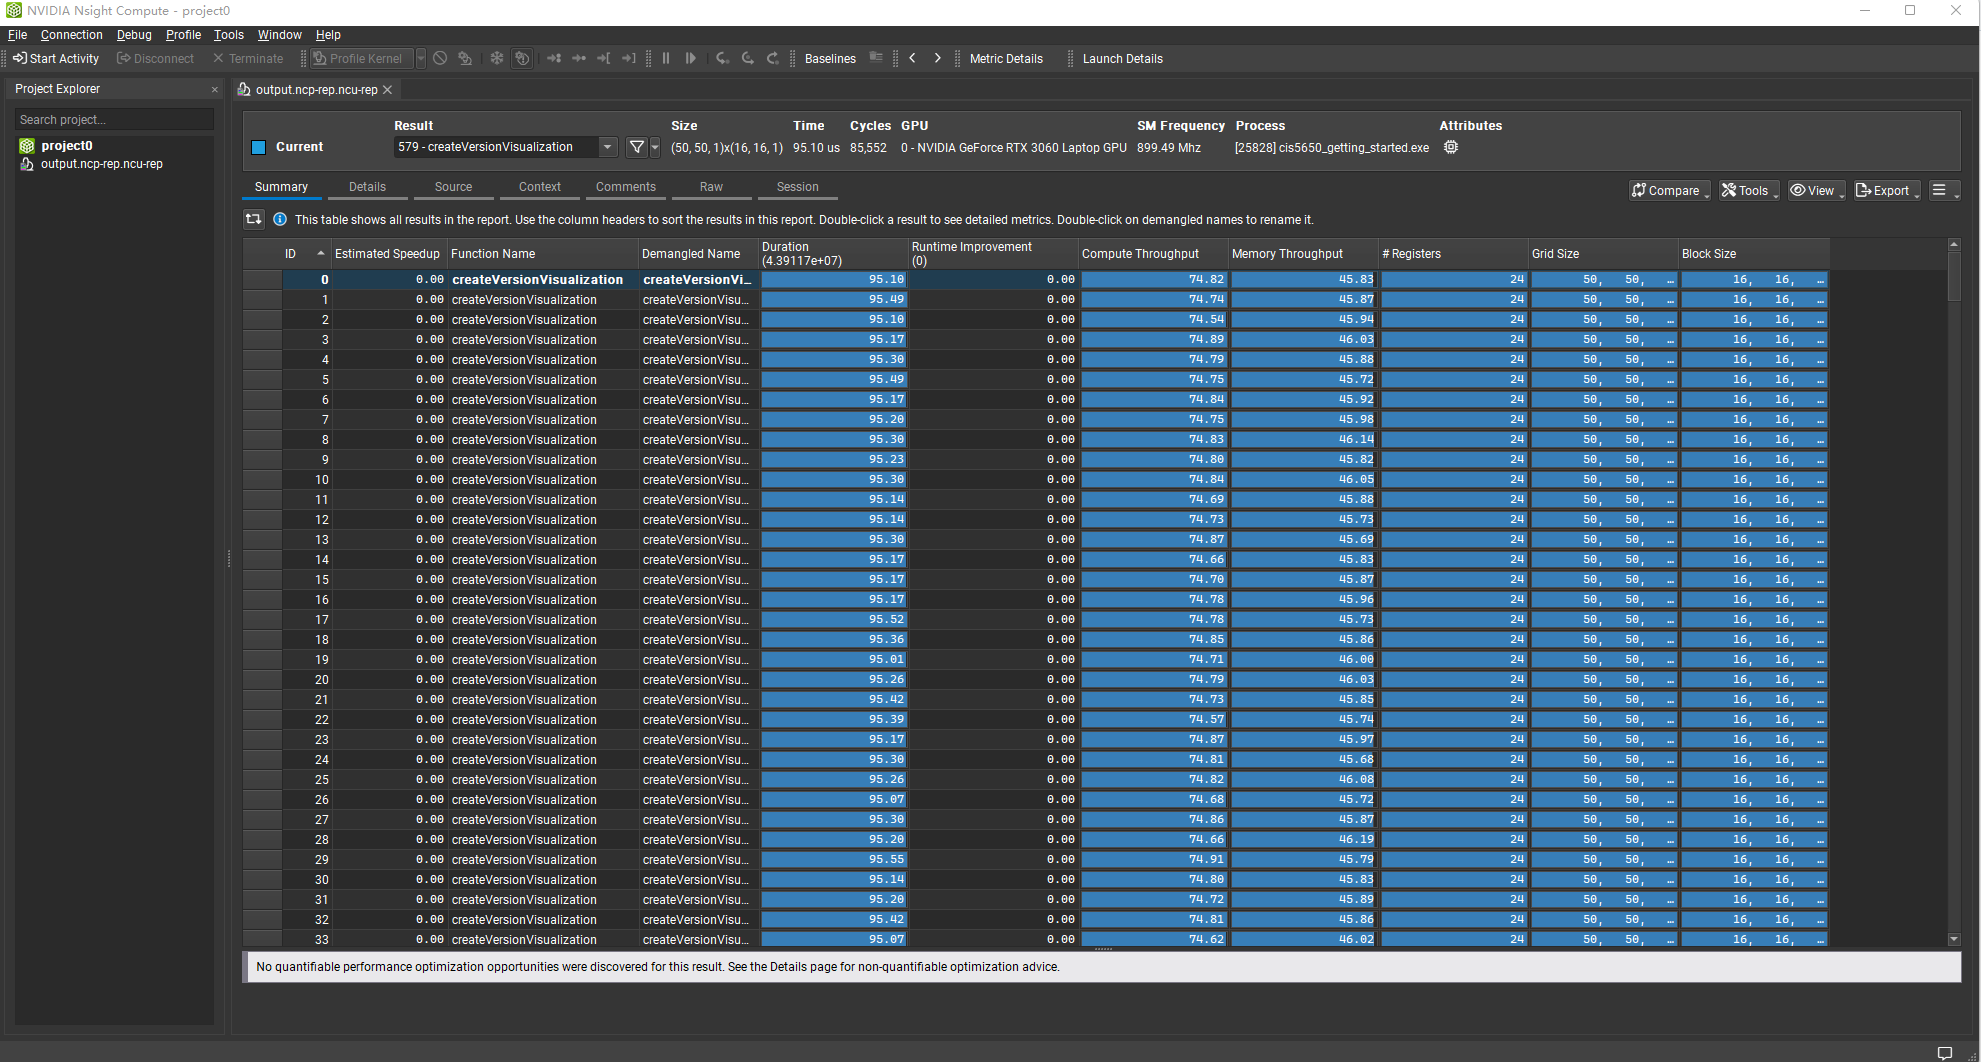 NVIDIA Nsight Compute - project0
File Connection Debug Profile Tools Window Help
Start Activity Disconnect Terminate Profile Kernel Baselines Metric Details Launch Details
Project Explorer
Search project...
project0
output.ncp-rep.ncu-rep
output.ncp-rep.ncu-rep
Result Size Time Cycles GPU SM Frequency Process Attributes
Current 579 - createVersionVisualization (50, 50, 1)x(16, 16, 1) 95.10 us 85,552 0 - NVIDIA GeForce RTX 3060 Laptop GPU 899.49 Mhz [25828] cis5650_getting_started.exe
Summary Details Source Context Comments Raw Session Compare Tools View Export
This table shows all results in the report. Use the column headers to sort the results in this report. Double-click a result to see detailed metrics. Double-click on demangled names to rename it.
ID Estimated Speedup Function Name Demangled Name Duration (4.39117e+07) Runtime Improvement (0) Compute Throughput Memory Throughput # Registers Grid Size Block Size
0 0.00 createVersionVisualization createVersionVi... 95.10 0.00 74.82 45.83 24 50, 50, … 16, 16, …
1 0.00 createVersionVisualization createVersionVisu... 95.49 0.00 74.74 45.87 24 50, 50, … 16, 16, …
2 0.00 createVersionVisualization createVersionVisu... 95.10 0.00 74.54 45.94 24 50, 50, … 16, 16, …
3 0.00 createVersionVisualization createVersionVisu... 95.17 0.00 74.89 46.03 24 50, 50, … 16, 16, …
4 0.00 createVersionVisualization createVersionVisu... 95.30 0.00 74.79 45.88 24 50, 50, … 16, 16, …
5 0.00 createVersionVisualization createVersionVisu... 95.49 0.00 74.75 45.72 24 50, 50, … 16, 16, …
6 0.00 createVersionVisualization createVersionVisu... 95.17 0.00 74.84 45.92 24 50, 50, … 16, 16, …
7 0.00 createVersionVisualization createVersionVisu... 95.20 0.00 74.75 45.98 24 50, 50, … 16, 16, …
8 0.00 createVersionVisualization createVersionVisu... 95.30 0.00 74.83 46.14 24 50, 50, … 16, 16, …
9 0.00 createVersionVisualization createVersionVisu... 95.23 0.00 74.80 45.82 24 50, 50, … 16, 16, …
10 0.00 createVersionVisualization createVersionVisu... 95.30 0.00 74.84 46.05 24 50, 50, … 16, 16, …
11 0.00 createVersionVisualization createVersionVisu... 95.14 0.00 74.69 45.88 24 50, 50, … 16, 16, …
12 0.00 createVersionVisualization createVersionVisu... 95.14 0.00 74.73 45.73 24 50, 50, … 16, 16, …
13 0.00 createVersionVisualization createVersionVisu... 95.30 0.00 74.87 45.69 24 50, 50, … 16, 16, …
14 0.00 createVersionVisualization createVersionVisu... 95.17 0.00 74.66 45.83 24 50, 50, … 16, 16, …
15 0.00 createVersionVisualization createVersionVisu... 95.17 0.00 74.70 45.87 24 50, 50, … 16, 16, …
16 0.00 createVersionVisualization createVersionVisu... 95.17 0.00 74.78 45.96 24 50, 50, … 16, 16, …
17 0.00 createVersionVisualization createVersionVisu... 95.52 0.00 74.78 45.73 24 50, 50, … 16, 16, …
18 0.00 createVersionVisualization createVersionVisu... 95.36 0.00 74.85 45.86 24 50, 50, … 16, 16, …
19 0.00 createVersionVisualization createVersionVisu... 95.01 0.00 74.71 46.00 24 50, 50, … 16, 16, …
20 0.00 createVersionVisualization createVersionVisu... 95.26 0.00 74.79 46.03 24 50, 50, … 16, 16, …
21 0.00 createVersionVisualization createVersionVisu... 95.42 0.00 74.73 45.85 24 50, 50, … 16, 16, …
22 0.00 createVersionVisualization createVersionVisu... 95.39 0.00 74.57 45.74 24 50, 50, … 16, 16, …
23 0.00 createVersionVisualization createVersionVisu... 95.17 0.00 74.87 45.97 24 50, 50, … 16, 16, …
24 0.00 createVersionVisualization createVersionVisu... 95.30 0.00 74.81 45.68 24 50, 50, … 16, 16, …
25 0.00 createVersionVisualization createVersionVisu... 95.26 0.00 74.82 46.08 24 50, 50, … 16, 16, …
26 0.00 createVersionVisualization createVersionVisu... 95.07 0.00 74.68 45.72 24 50, 50, … 16, 16, …
27 0.00 createVersionVisualization createVersionVisu... 95.30 0.00 74.86 45.87 24 50, 50, … 16, 16, …
28 0.00 createVersionVisualization createVersionVisu... 95.20 0.00 74.66 46.19 24 50, 50, … 16, 16, …
29 0.00 createVersionVisualization createVersionVisu... 95.55 0.00 74.91 45.79 24 50, 50, … 16, 16, …
30 0.00 createVersionVisualization createVersionVisu... 95.14 0.00 74.80 45.83 24 50, 50, … 16, 16, …
31 0.00 createVersionVisualization createVersionVisu... 95.20 0.00 74.72 45.89 24 50, 50, … 16, 16, …
32 0.00 createVersionVisualization createVersionVisu... 95.42 0.00 74.81 45.86 24 50, 50, … 16, 16, …
33 0.00 createVersionVisualization createVersionVisu... 95.07 0.00 74.62 46.02 24 50, 50, … 16, 16, …
No quantifiable performance optimization opportunities were discovered for this result. See the Details page for non-quantifiable optimization advice.